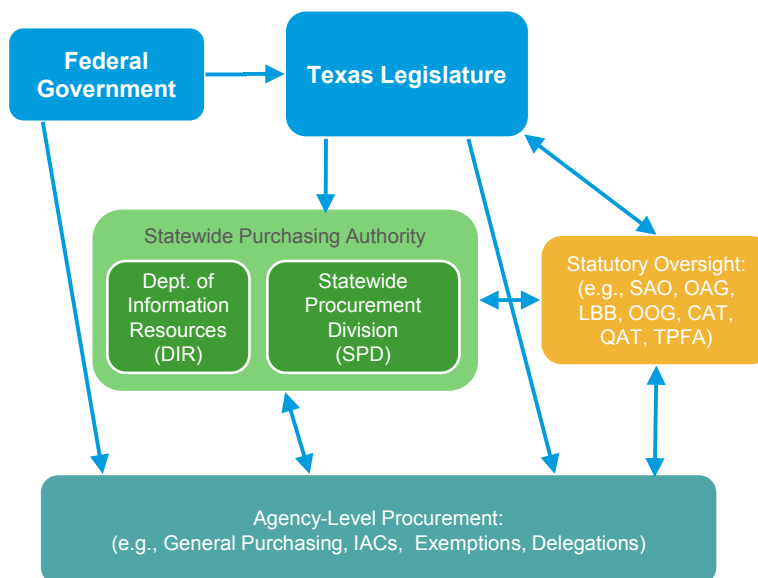 Federal
Government
Texas Legislature
Statewide Purchasing Authority
Dept. of
Information
Resources
(DIR)
Statewide
Procurement
Division
(SPD)
Statutory Oversight:
(e.g., SAO, OAG,
LBB, OOG, CAT,
QAT, TPFA)
Agency-Level Procurement:
(e.g., General Purchasing, IACs,  Exemptions, Delegations)